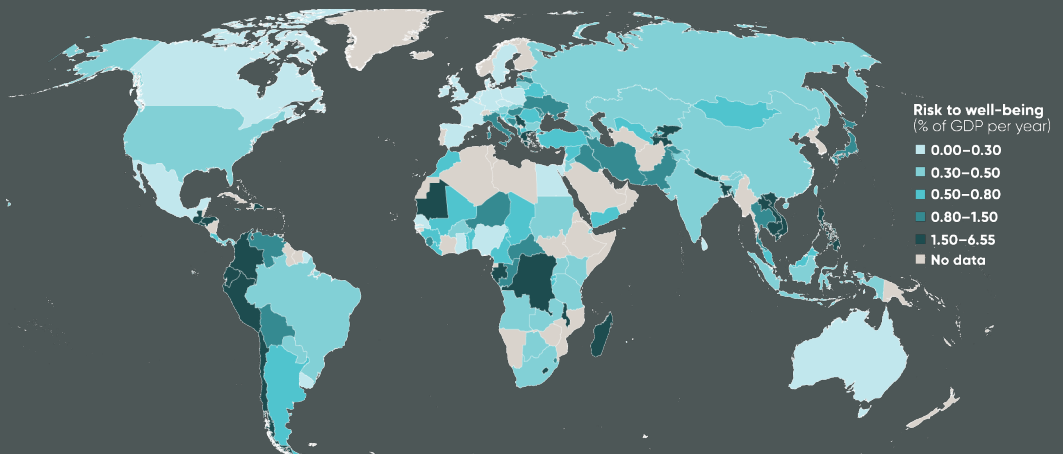 Risk to well-being
(% of GDP per year)
0.00–0.30
0.30–0.50
0.50–0.80
0.80–1.50
1.50–6.55
No data